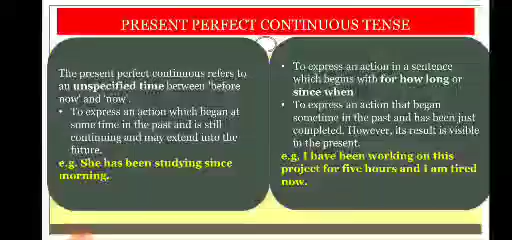 PRESENT PERFECT CONTINUOUS TENSE
The present perfect continuous refers to
an unspecified time between 'before
now' and 'now'.
• To express an action which began at
some time in the past and is still
continuing and may extend into the
future.
e.g. She has been studying since
morning.
• To express an action in a sentence
which begins with for how long or
since when
• To express an action that began
sometime in the past and has been just
completed. However, its result is visible
in the present.
e.g. I have been working on this
project for five hours and I am tired
now.